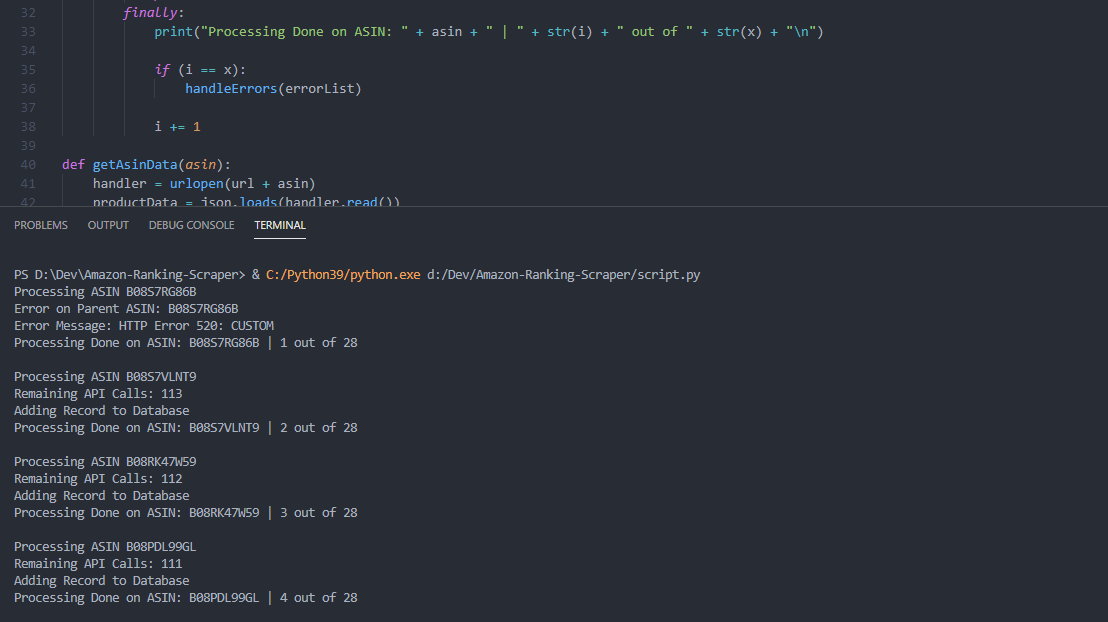 32 finally:
33 print("Processing Done on ASIN: " + asin + " | " + str(i) + " out of " + str(x) + "\n")
34
35 if (i == x):
36 handleErrors(errorList)
37
38 i += 1
39
40 def getAsinData(asin):
41 handler = urlopen(url + asin)
42 productData = json.loads(handler.read())
PROBLEMS OUTPUT DEBUG CONSOLE TERMINAL
PS D:\Dev\Amazon-Ranking-Scraper> & C:/Python39/python.exe d:/Dev/Amazon-Ranking-Scraper/script.py
Processing ASIN B08S7RG86B
Error on Parent ASIN: B08S7RG86B
Error Message: HTTP Error 520: CUSTOM
Processing Done on ASIN: B08S7RG86B | 1 out of 28
Processing ASIN B08S7VLNT9
Remaining API Calls: 113
Adding Record to Database
Processing Done on ASIN: B08S7VLNT9 | 2 out of 28
Processing ASIN B08RK47W59
Remaining API Calls: 112
Adding Record to Database
Processing Done on ASIN: B08RK47W59 | 3 out of 28
Processing ASIN B08PDL99GL
Remaining API Calls: 111
Adding Record to Database
Processing Done on ASIN: B08PDL99GL | 4 out of 28